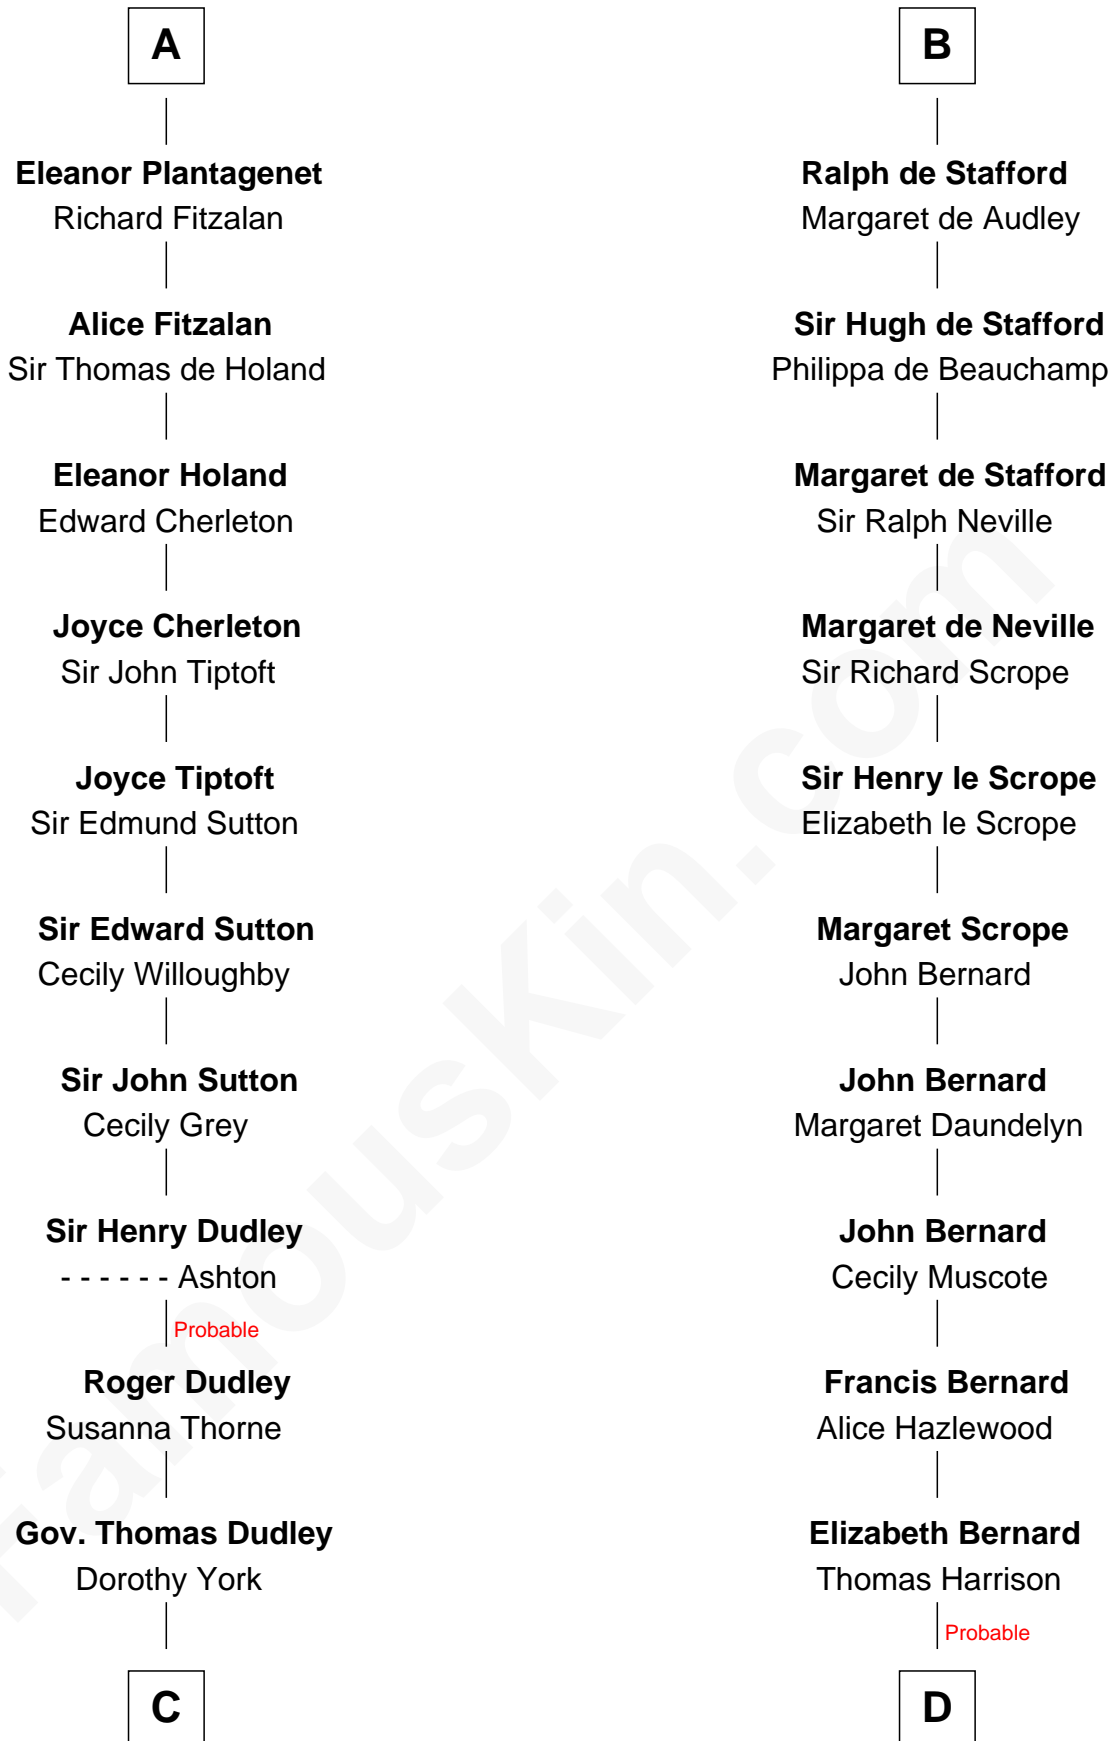 A
Eleanor Plantagenet
Richard Fitzalan
Alice Fitzalan
Sir Thomas de Holand
Eleanor Holand
Edward Cherleton
Joyce Cherleton
Sir John Tiptoft
Joyce Tiptoft
Sir Edmund Sutton
Sir Edward Sutton
Cecily Willoughby
Sir John Sutton
Cecily Grey
Sir Henry Dudley
- - - - - - Ashton
Probable
Roger Dudley
Susanna Thorne
Gov. Thomas Dudley
Dorothy York
C
B
Ralph de Stafford
Margaret de Audley
Sir Hugh de Stafford
Philippa de Beauchamp
Margaret de Stafford
Sir Ralph Neville
Margaret de Neville
Sir Richard Scrope
Sir Henry le Scrope
Elizabeth le Scrope
Margaret Scrope
John Bernard
John Bernard
Margaret Daundelyn
John Bernard
Cecily Muscote
Francis Bernard
Alice Hazlewood
Elizabeth Bernard
Thomas Harrison
Probable
D
FamousKin.com